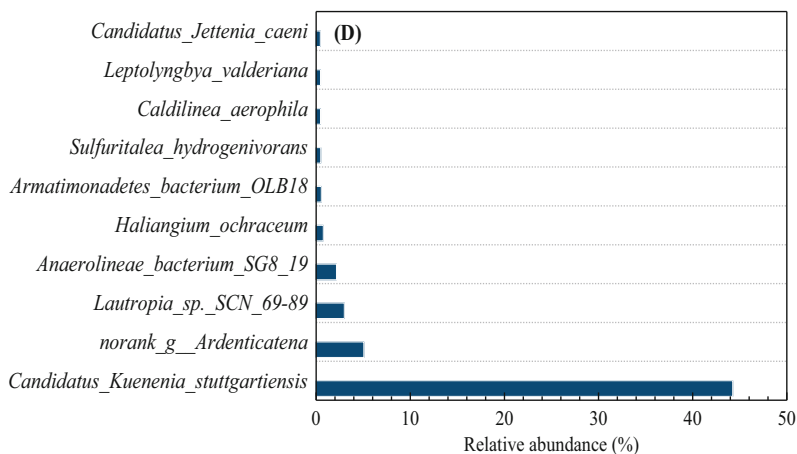 (D)
Candidatus_Jettenia_caeni
Leptolyngbya_valderiana
Caldilinea_aerophila
Sulfuritalea_hydrogenivorans
Armatimonadetes_bacterium_OLB18
Haliangium_ochraceum
Anaerolineae_bacterium_SG8_19
Lautropia_sp._SCN_69-89
norank_g__Ardenticatena
Candidatus_Kuenenia_stuttgartiensis
0 10 20 30 40 50
Relative abundance (%)